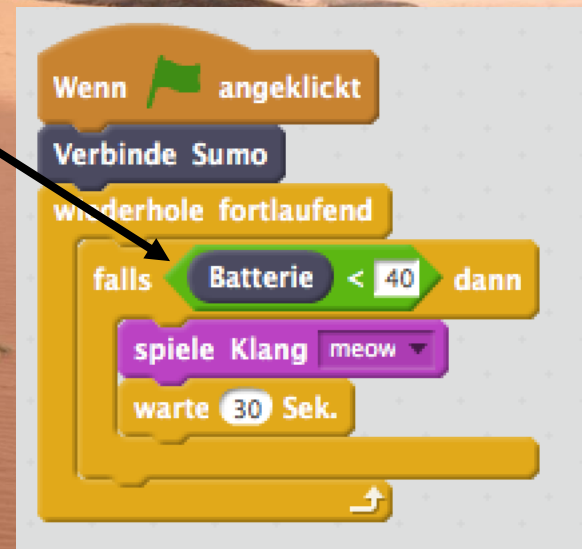 Wenn angeklickt
Verbinde Sumo
wiederhole fortlaufend
falls Batterie < 40 dann
spiele Klang meow
warte 30 Sek.